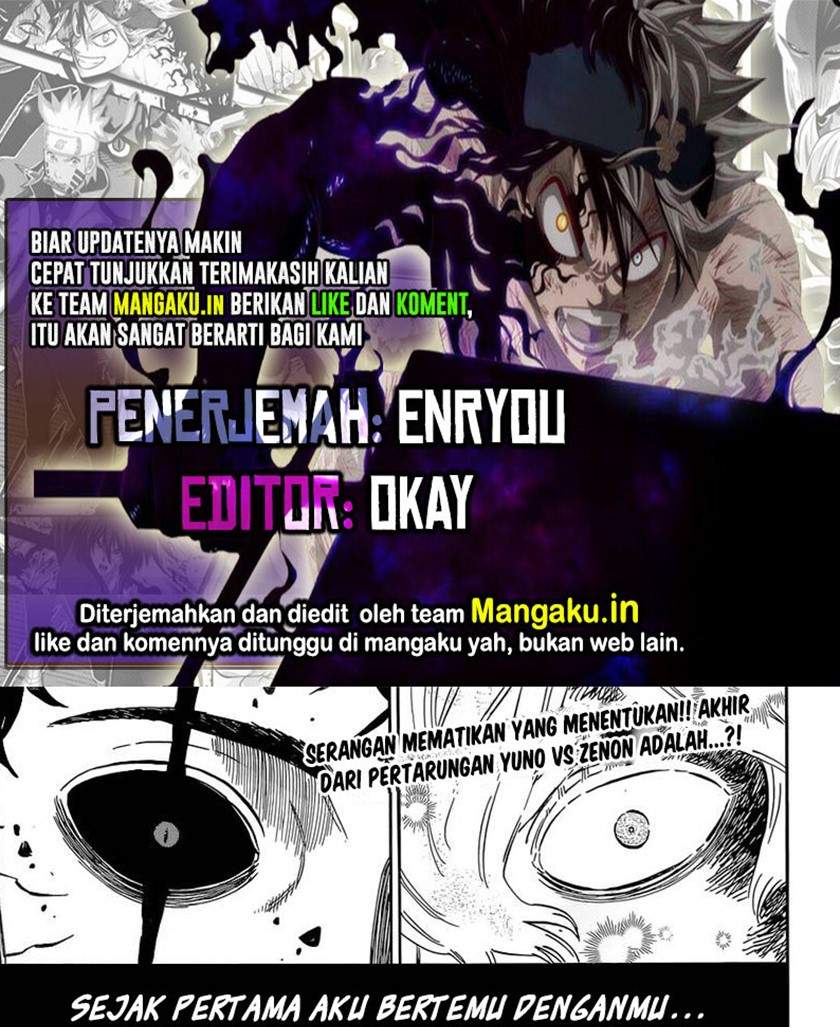 BIAR UPDATENYA MAKIN
CEPAT TUNJUKKAN TERIMAKASIH KALIAN
KE TEAM MANGAKU.IN BERIKAN LIKE DAN KOMENT,
ITU AKAN SANGAT BERARTI BAGI KAMI
PENERJEMAH: ENRYOU
EDITOR: OKAY
Diterjemahkan dan diedit oleh team Mangaku.in
like dan komennya ditunggu di mangaku yah, bukan web lain.
SERANGAN MEMATIKAN YANG MENENTUKAN!! AKHIR
DARI PERTARUNGAN YUNO VS ZENON ADALAH...?!
SEJAK PERTAMA AKU BERTEMU DENGANMU...